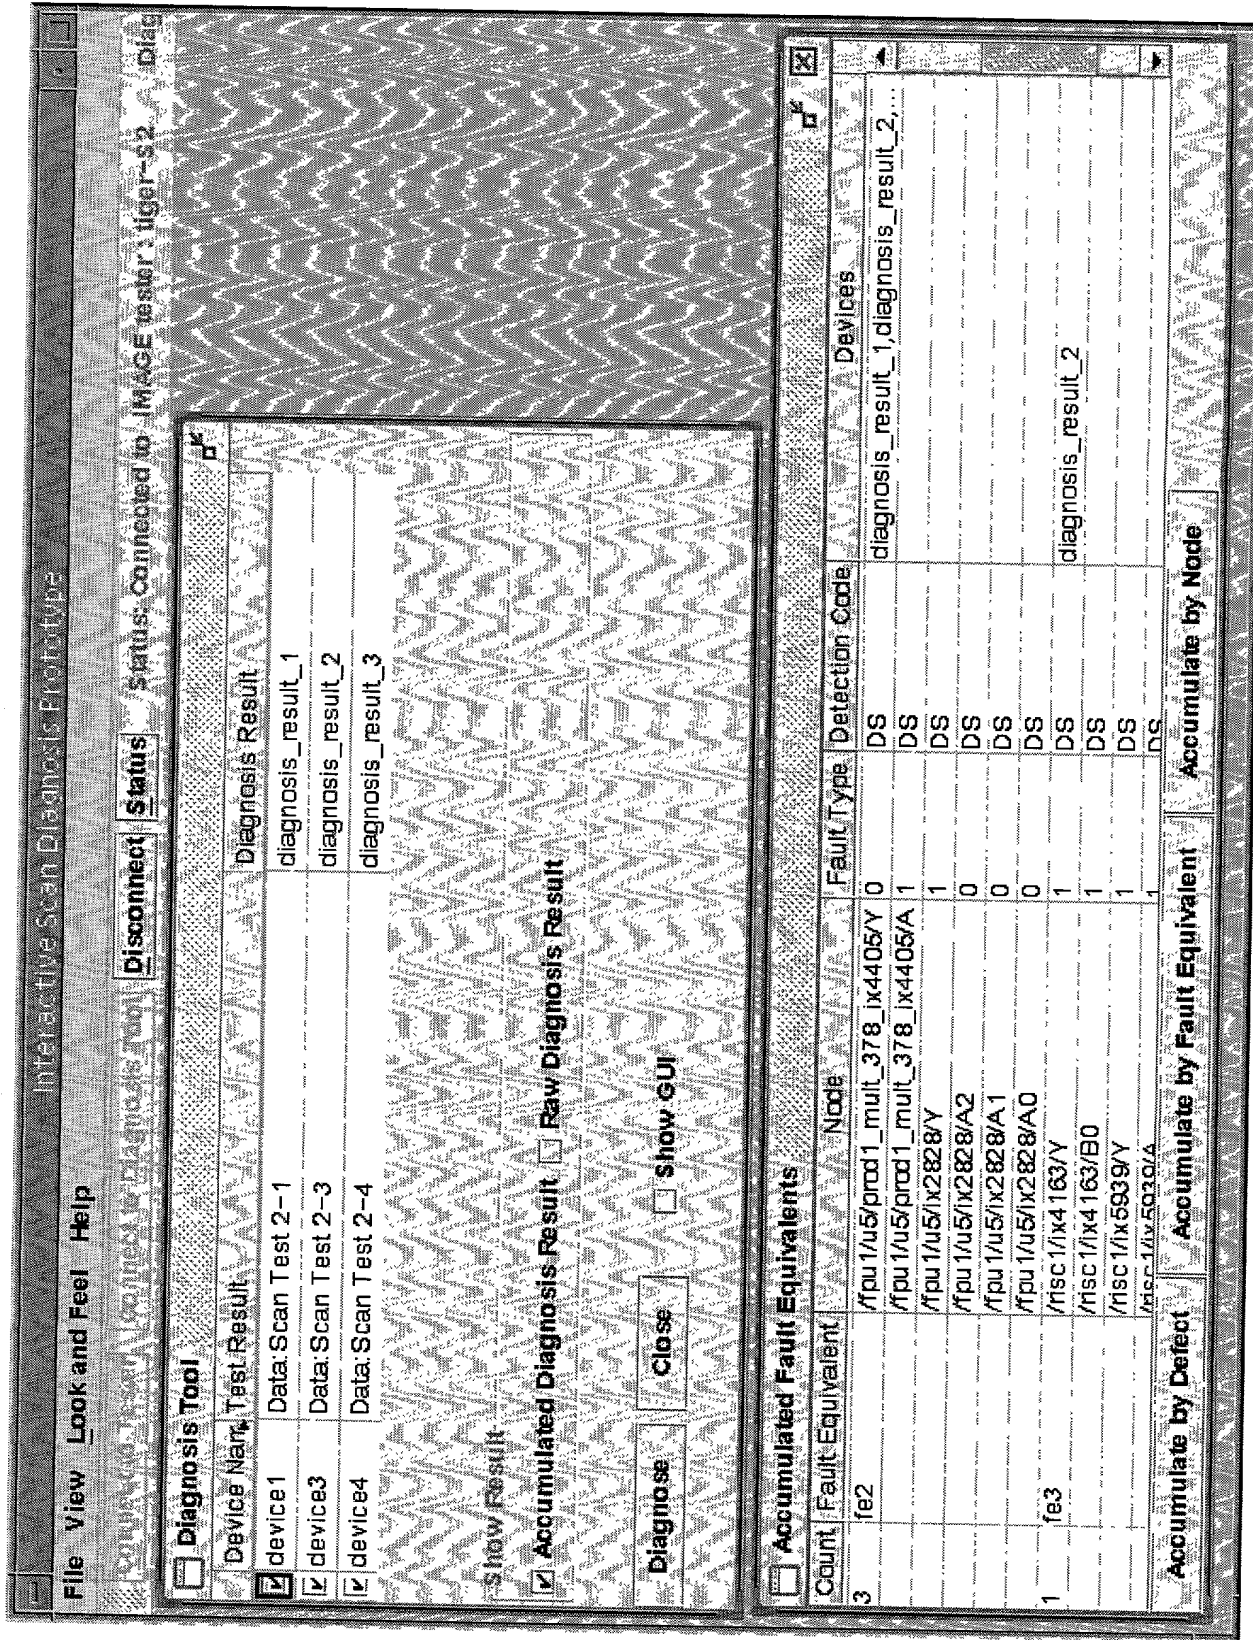 Interactive Scan Diagnosis Prototype
File View Look and Feel Help
Disconnect Status Status: Connected to IMAGE tester : tiger-s2 Diag
Diagnosis Tool
Device Nam Test Result Diagnosis Result
device1 Data:Scan Test 2-1 diagnosis_result_1
device3 Data:Scan Test 2-3 diagnosis_result_2
device4 Data:Scan Test 2-4 diagnosis_result_3
Show Result
Accumulated Diagnosis Result Raw Diagnosis Result
Diagnose Close Show GUI
Accumulated Fault Equivalents
Count Fault Equivalent Node Fault Type Detection Code Devices
3 fe2 /fpu1/u5/prod1_mult_378_ix4405/Y 0 DS diagnosis_result_1,diagnosis_result_2,...
/fpu1/u5/prod1_mult_378_ix4405/A 1 DS
/fpu1/u5/ix2828/Y 1 DS
/fpu1/u5/ix2828/A2 0 DS
/fpu1/u5/ix2828/A1 0 DS
/fpu1/u5/ix2828/A0 0 DS
1 fe3 /risc1/ix4163/Y 1 DS diagnosis_result_2
/risc1/ix4163/B0 1 DS
/risc1/ix5939/Y 1 DS
/risc1/ix5939/A 1 DS
Accumulate by Defect Accumulate by Fault Equivalent Accumulate by Node